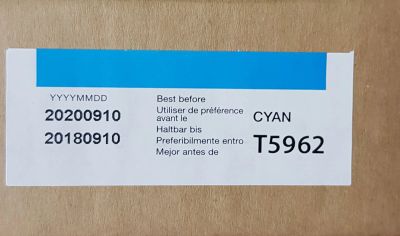 YYYYMMDD
20200910
20180910
Best before
Utiliser de préférence
avant le
Haltbar bis
Preferibilmente entro
Mejor antes de
CYAN
T5962